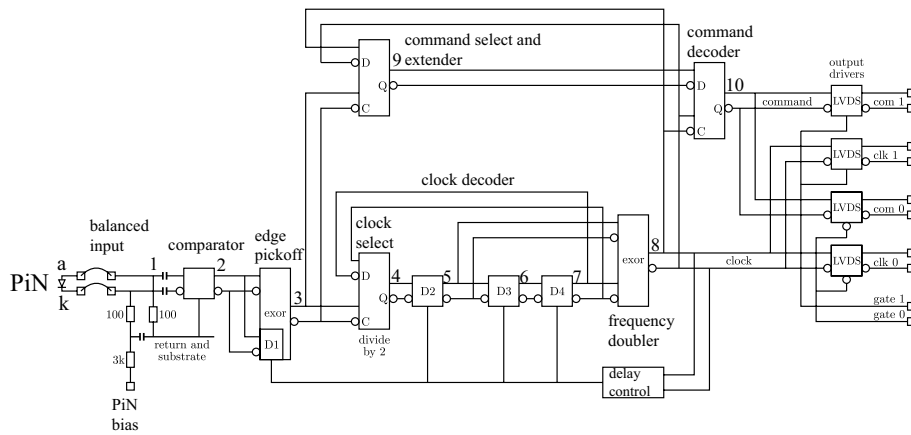 command select and
extender
9
D
Q
C
command
decoder
10
D
Q
C
output
drivers
LVDS
com 1
command
LVDS
clk 1
LVDS
com 0
LVDS
clk 0
clock
gate 1
gate 0
clock decoder
balanced
input
comparator
edge
pickoff
clock
select
PiN
a
k
1
2
3
4
5
6
7
8
D
Q
C
D2
D3
D4
exor
exor
D1
divide
by 2
frequency
doubler
100
100
return and
substrate
3k
PiN
bias
delay
control